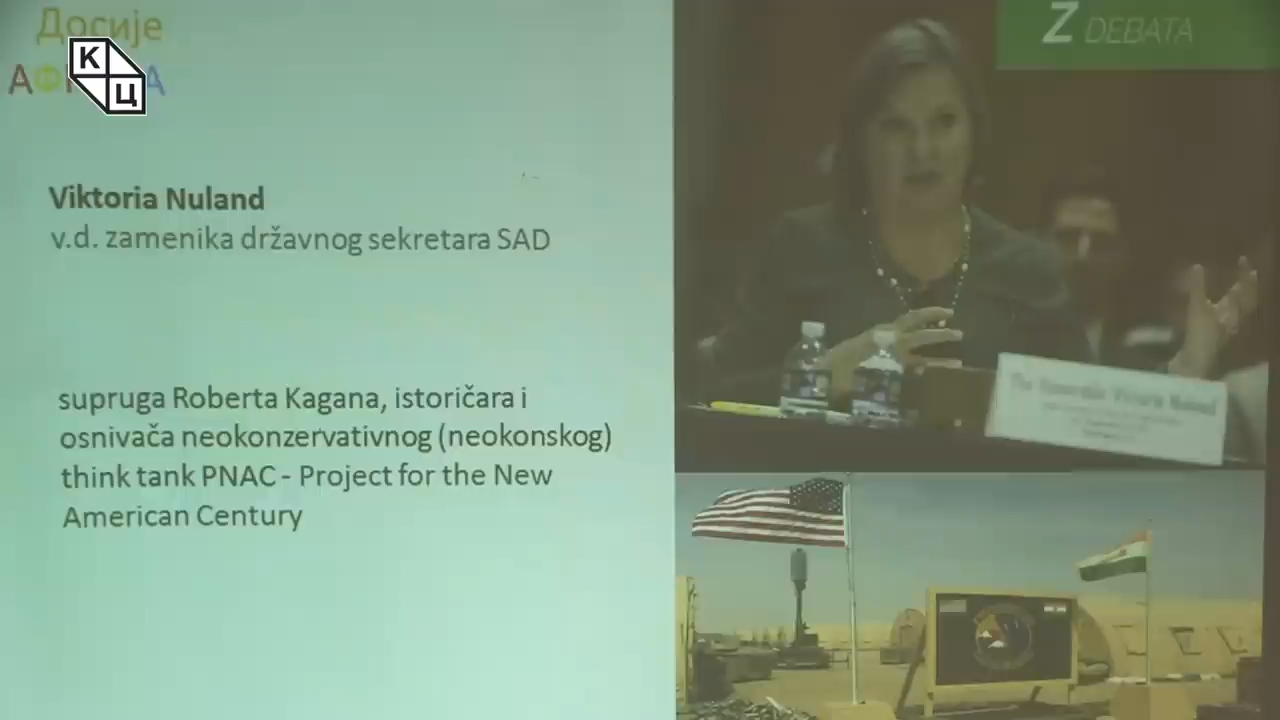 Досије
К
Ц
Z DEBATA
Viktoria Nuland
v.d. zamenika državnog sekretara SAD
supruga Roberta Kagana, istoričara i
osnivača neokonzervativnog (neokonskog)
think tank PNAC - Project for the New
American Century